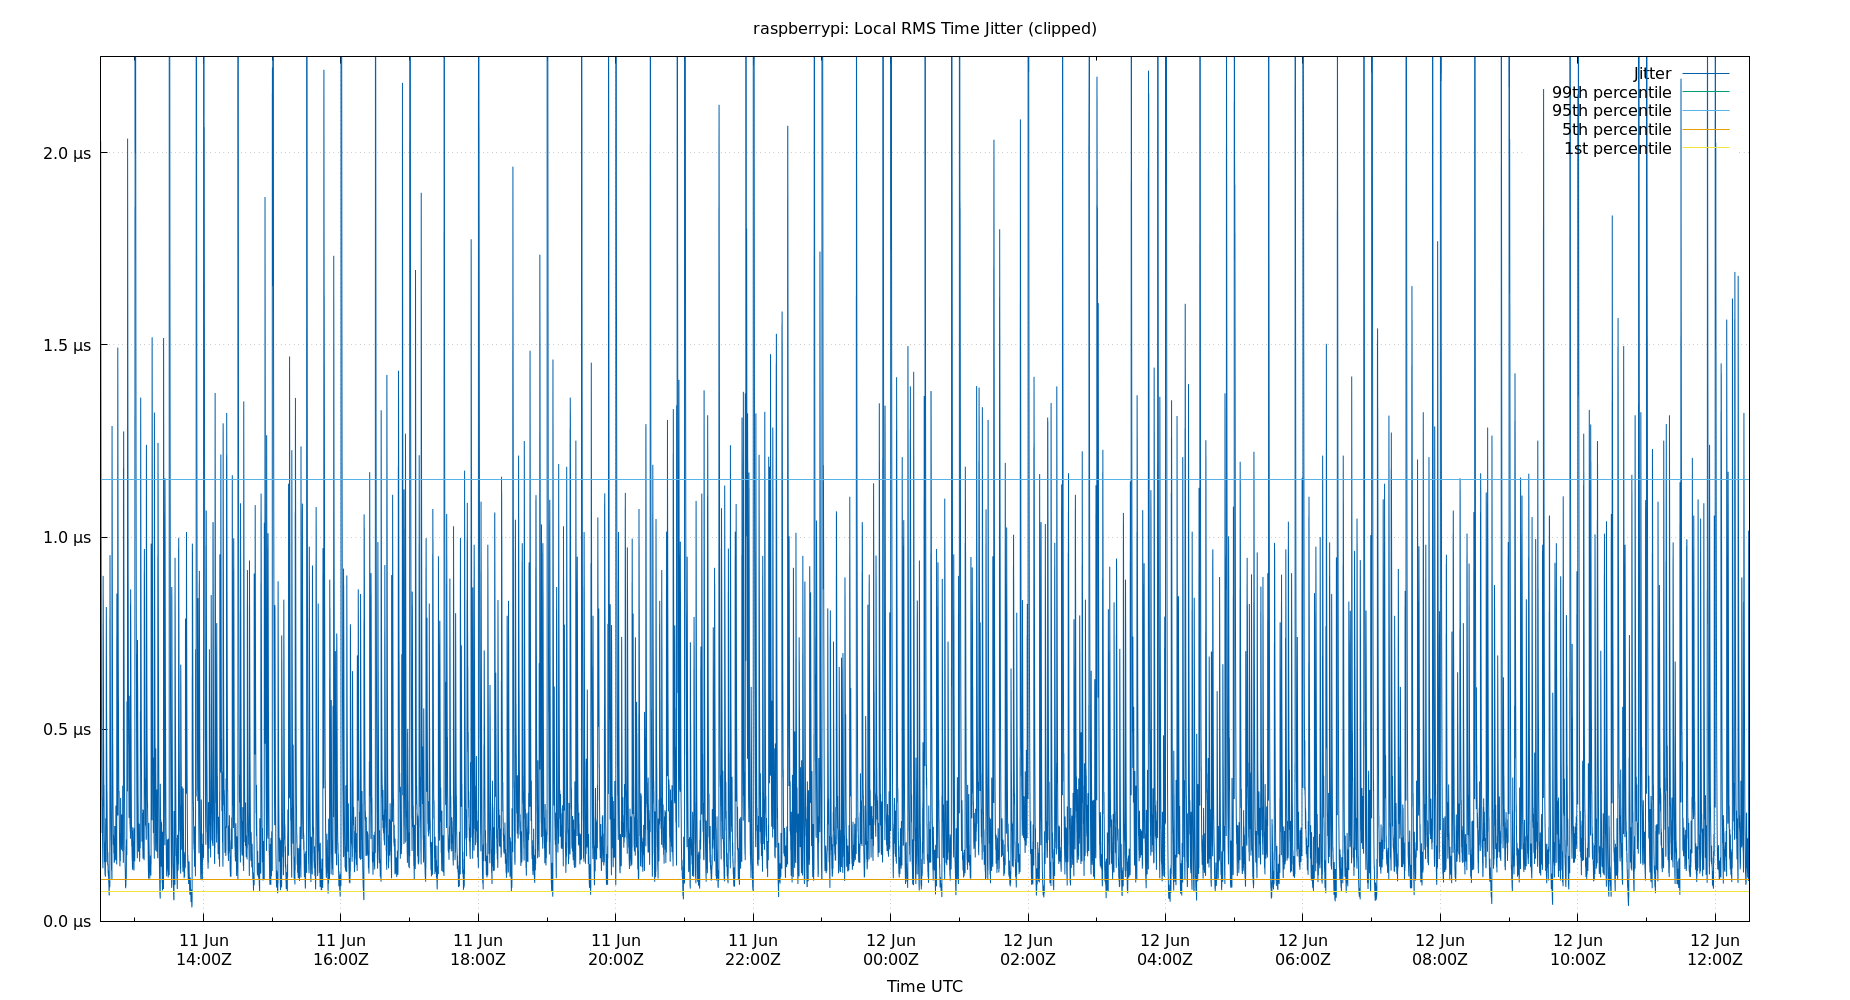 raspberrypi: Local RMS Time Jitter (clipped)
Jitter
99th percentile
95th percentile
5th percentile
1st percentile
2.0 μs
1.5 μs
1.0 μs
0.5 μs
0.0 μs
11 Jun 11 Jun 11 Jun 11 Jun 11 Jun 12 Jun 12 Jun 12 Jun 12 Jun 12 Jun 12 Jun 12 Jun
14:00Z 16:00Z 18:00Z 20:00Z 22:00Z 00:00Z 02:00Z 04:00Z 06:00Z 08:00Z 10:00Z 12:00Z
Time UTC